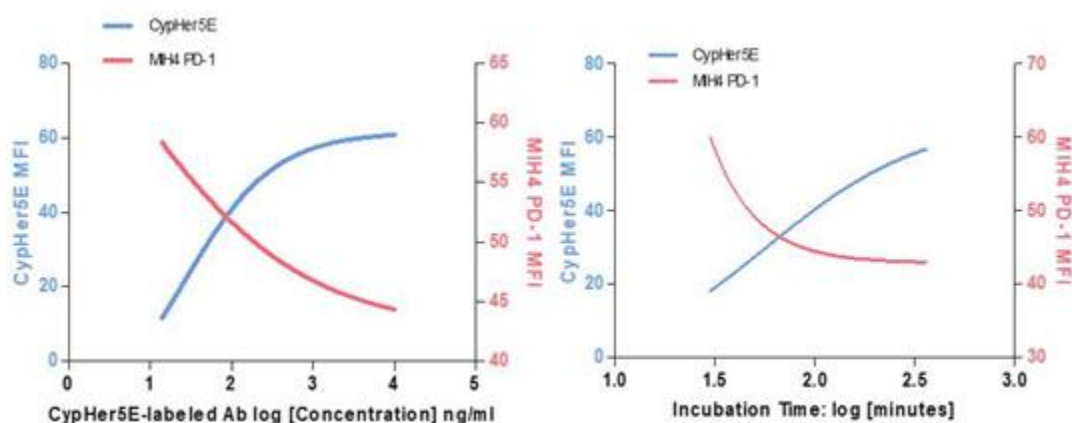 CypHer5E
MIH4 PD-1
80
60
40
20
0
CypHer5E MFI
65
60
55
50
45
40
MIH4 PD-1 MFI
0 1 2 3 4 5
CypHer5E-labeled Ab log [Concentration] ng/ml
CypHer5E
MIH4 PD-1
80
60
40
20
0
CypHer5E MFI
70
60
50
40
30
MIH4 PD-1 MFI
1.0 1.5 2.0 2.5 3.0
Incubation Time: log [minutes]